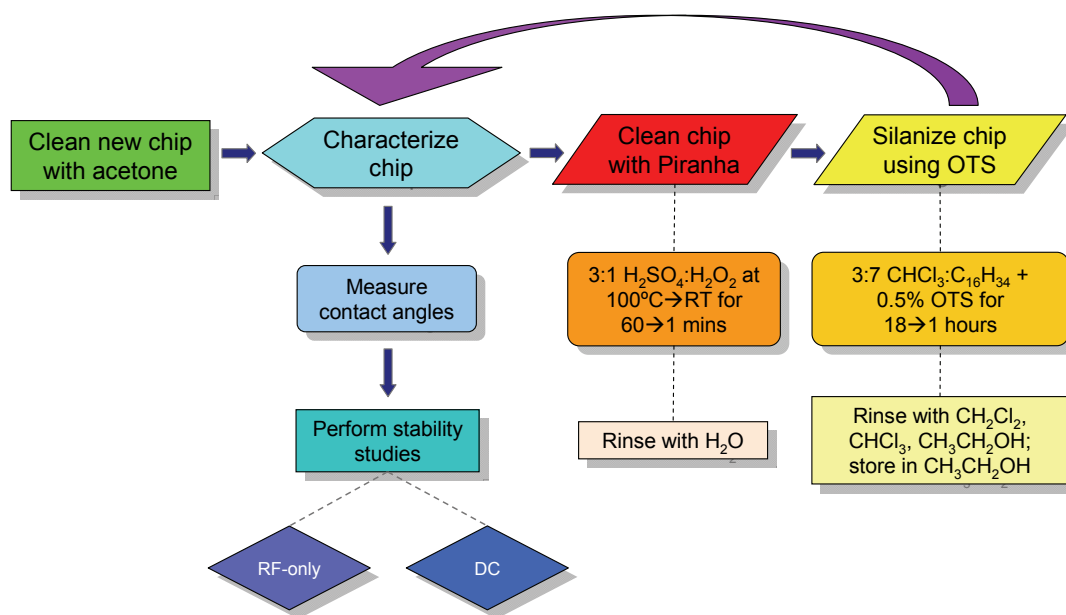 Clean new chip
with acetone
Characterize
chip
Clean chip
with Piranha
Silanize chip
using OTS
Measure
contact angles
3:1 H₂SO₄:H₂O₂ at
100ºC→RT for
60→1 mins
3:7 CHCl₃:C₁₆H₃₄ +
0.5% OTS for
18→1 hours
Perform stability
studies
Rinse with H₂O
Rinse with CH₂Cl₂,
CHCl₃, CH₃CH₂OH;
store in CH₃CH₂OH
RF-only
DC